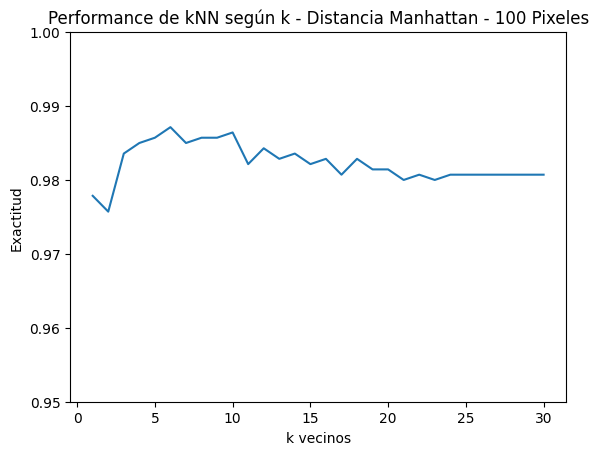 Performance de kNN según k - Distancia Manhattan - 100 Pixeles
1.00
0.99
0.98
0.97
0.96
0.95
Exactitud
0 5 10 15 20 25 30
k vecinos